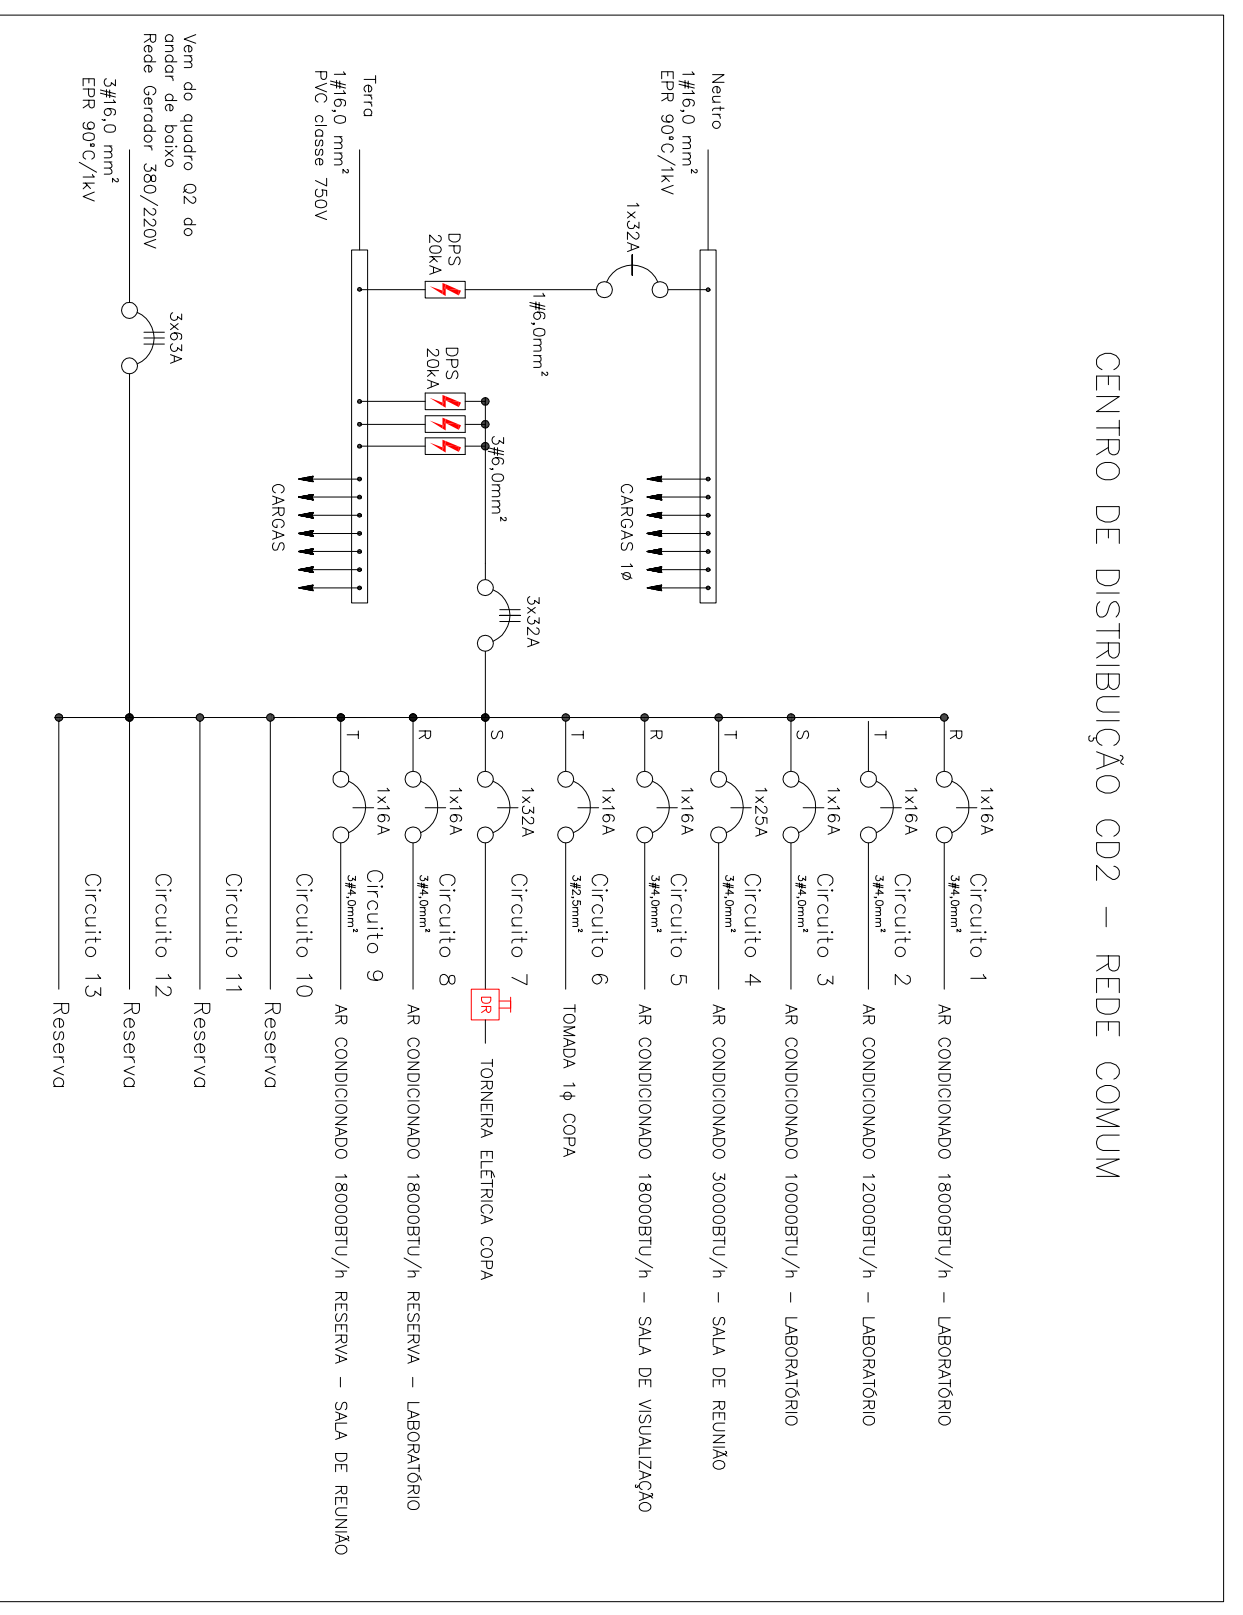 CENTRO DE DISTRIBUIÇÃO CD2 – REDE COMUM
Neutro
1#16,0 mm²
EPR 90°C/1kV
1x32A
1#6,0mm²
DPS
20kA
CARGAS 1ø
Terra
1#16,0 mm²
PVC classe 750V
DPS
20kA
3#6,0mm²
CARGAS
3x32A
Vem do quadro Q2 do
andar de baixo
Rede Gerador 380/220V
3#16,0 mm²
EPR 90°C/1kV
3x63A
R
1x16A
Circuito 1
3#4,0mm²
AR CONDICIONADO 18000BTU/h – LABORATÓRIO
T
1x16A
Circuito 2
3#4,0mm²
AR CONDICIONADO 12000BTU/h – LABORATÓRIO
S
1x16A
Circuito 3
3#4,0mm²
AR CONDICIONADO 10000BTU/h – LABORATÓRIO
T
1x25A
Circuito 4
3#4,0mm²
AR CONDICIONADO 30000BTU/h – SALA DE REUNIÃO
R
1x16A
Circuito 5
3#4,0mm²
AR CONDICIONADO 18000BTU/h – SALA DE VISUALIZAÇÃO
T
1x16A
Circuito 6
3#2,5mm²
TOMADA 1ϕ COPA
S
1x32A
Circuito 7
DR
TORNEIRA ELÉTRICA COPA
R
1x16A
Circuito 8
3#4,0mm²
AR CONDICIONADO 18000BTU/h RESERVA – LABORATÓRIO
T
1x16A
Circuito 9
3#4,0mm²
AR CONDICIONADO 18000BTU/h RESERVA – SALA DE REUNIÃO
Circuito 10
Reserva
Circuito 11
Reserva
Circuito 12
Reserva
Circuito 13
Reserva